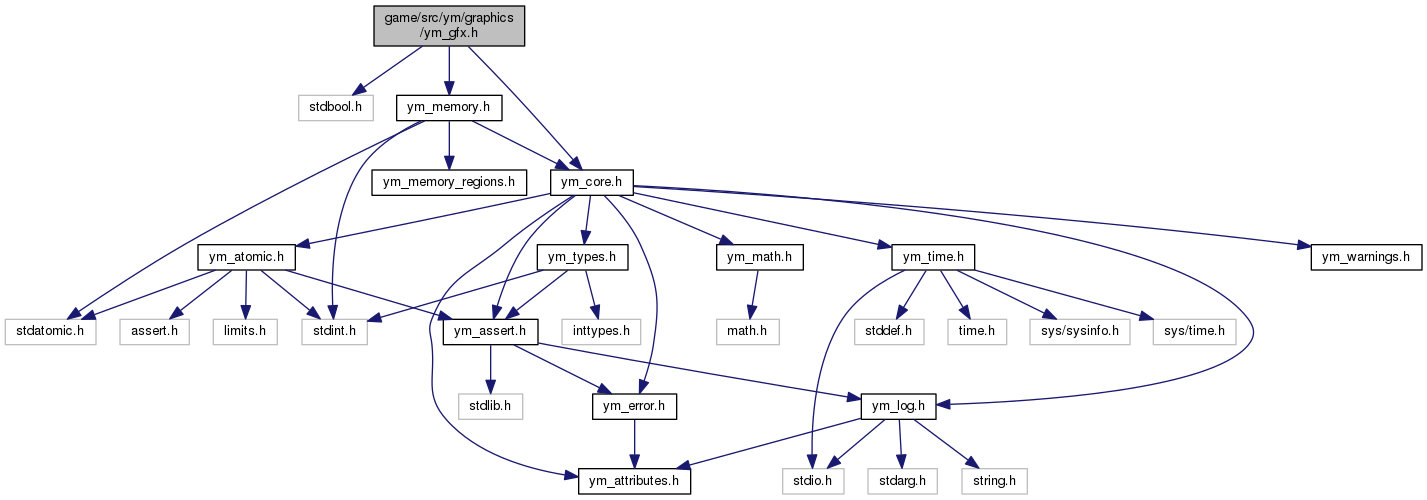 game/src/ym/graphics
/ym_gfx.h
stdbool.h
ym_memory.h
ym_memory_regions.h
ym_core.h
ym_atomic.h
ym_types.h
ym_math.h
ym_time.h
ym_warnings.h
stdatomic.h
assert.h
limits.h
stdint.h
ym_assert.h
inttypes.h
math.h
stddef.h
time.h
sys/sysinfo.h
sys/time.h
stdlib.h
ym_error.h
ym_log.h
ym_attributes.h
stdio.h
stdarg.h
string.h